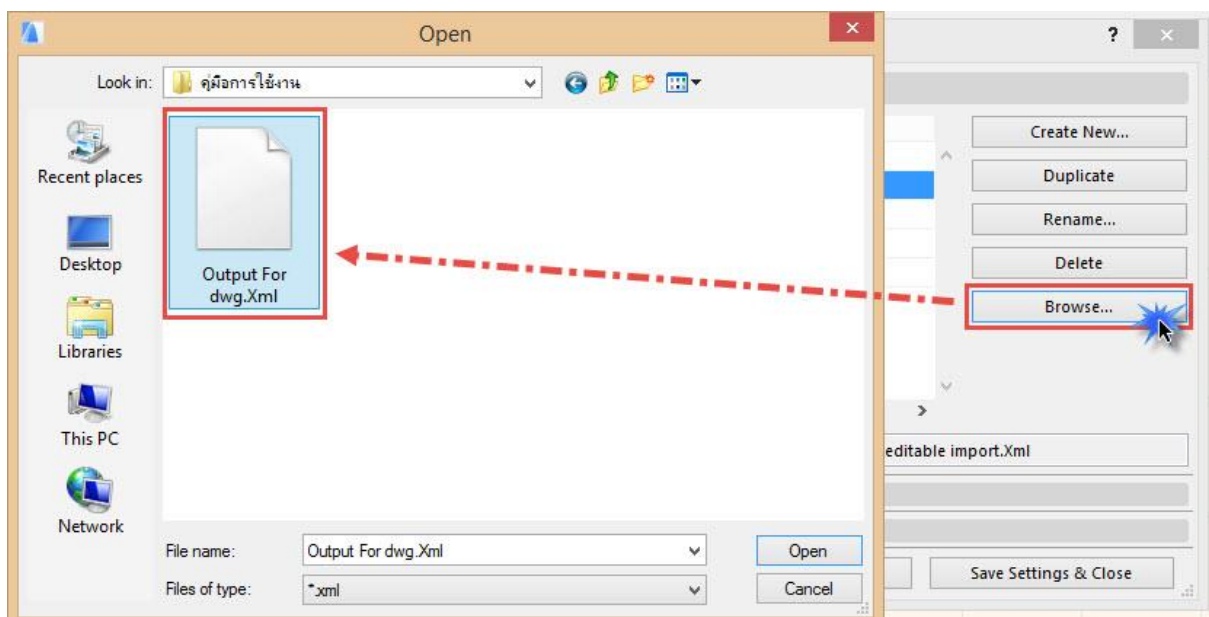 Open
?
Look in:
คู่มือการใช้งาน
Recent places
Desktop
Libraries
This PC
Network
Output For
dwg.Xml
File name:
Output For dwg.Xml
Open
Files of type:
*.xml
Cancel
Create New...
Duplicate
Rename...
Delete
Browse...
editable import.Xml
Save Settings & Close